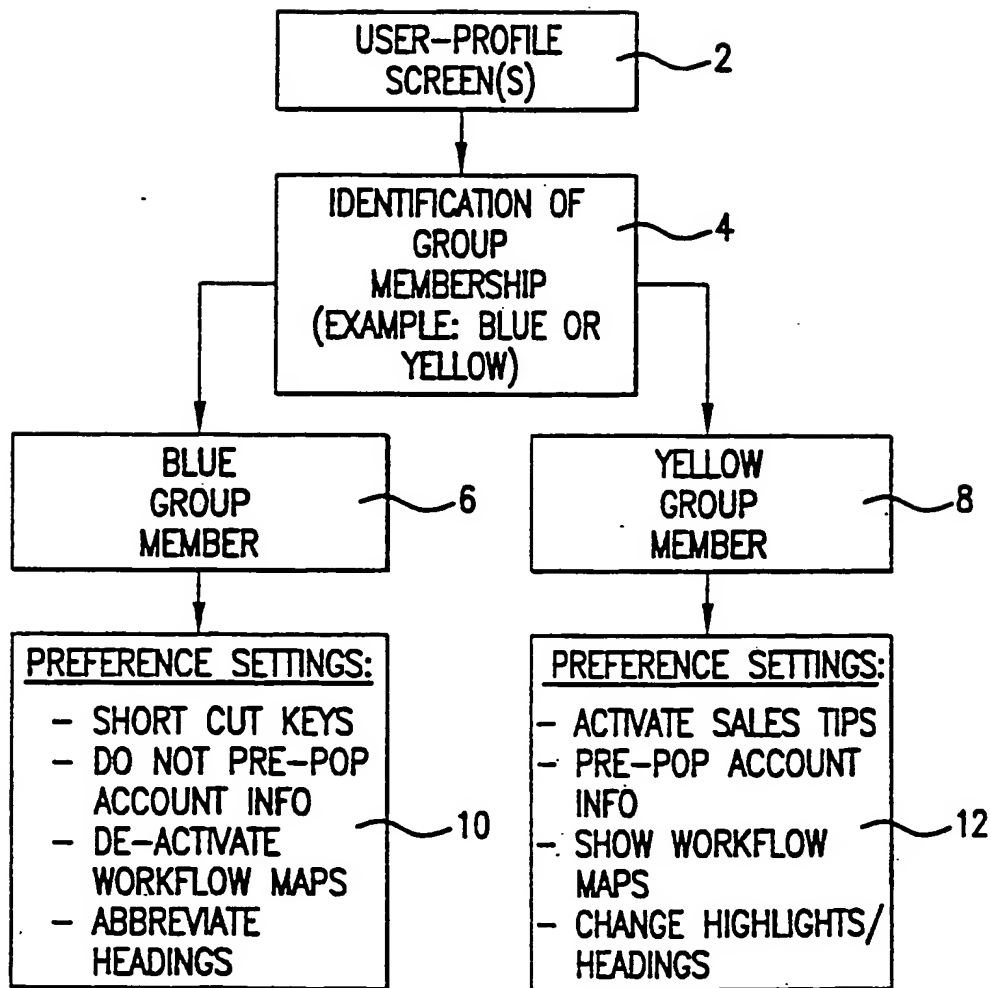 USER-PROFILE
SCREEN(S)
2
IDENTIFICATION OF
GROUP
MEMBERSHIP
(EXAMPLE: BLUE OR
YELLOW)
4
BLUE
GROUP
MEMBER
6
YELLOW
GROUP
MEMBER
8
PREFERENCE SETTINGS:
- SHORT CUT KEYS
- DO NOT PRE-POP
ACCOUNT INFO
- DE-ACTIVATE
WORKFLOW MAPS
- ABBREVIATE
HEADINGS
10
PREFERENCE SETTINGS:
- ACTIVATE SALES TIPS
- PRE-POP ACCOUNT
INFO
- SHOW WORKFLOW
MAPS
- CHANGE HIGHLIGHTS/
HEADINGS
12